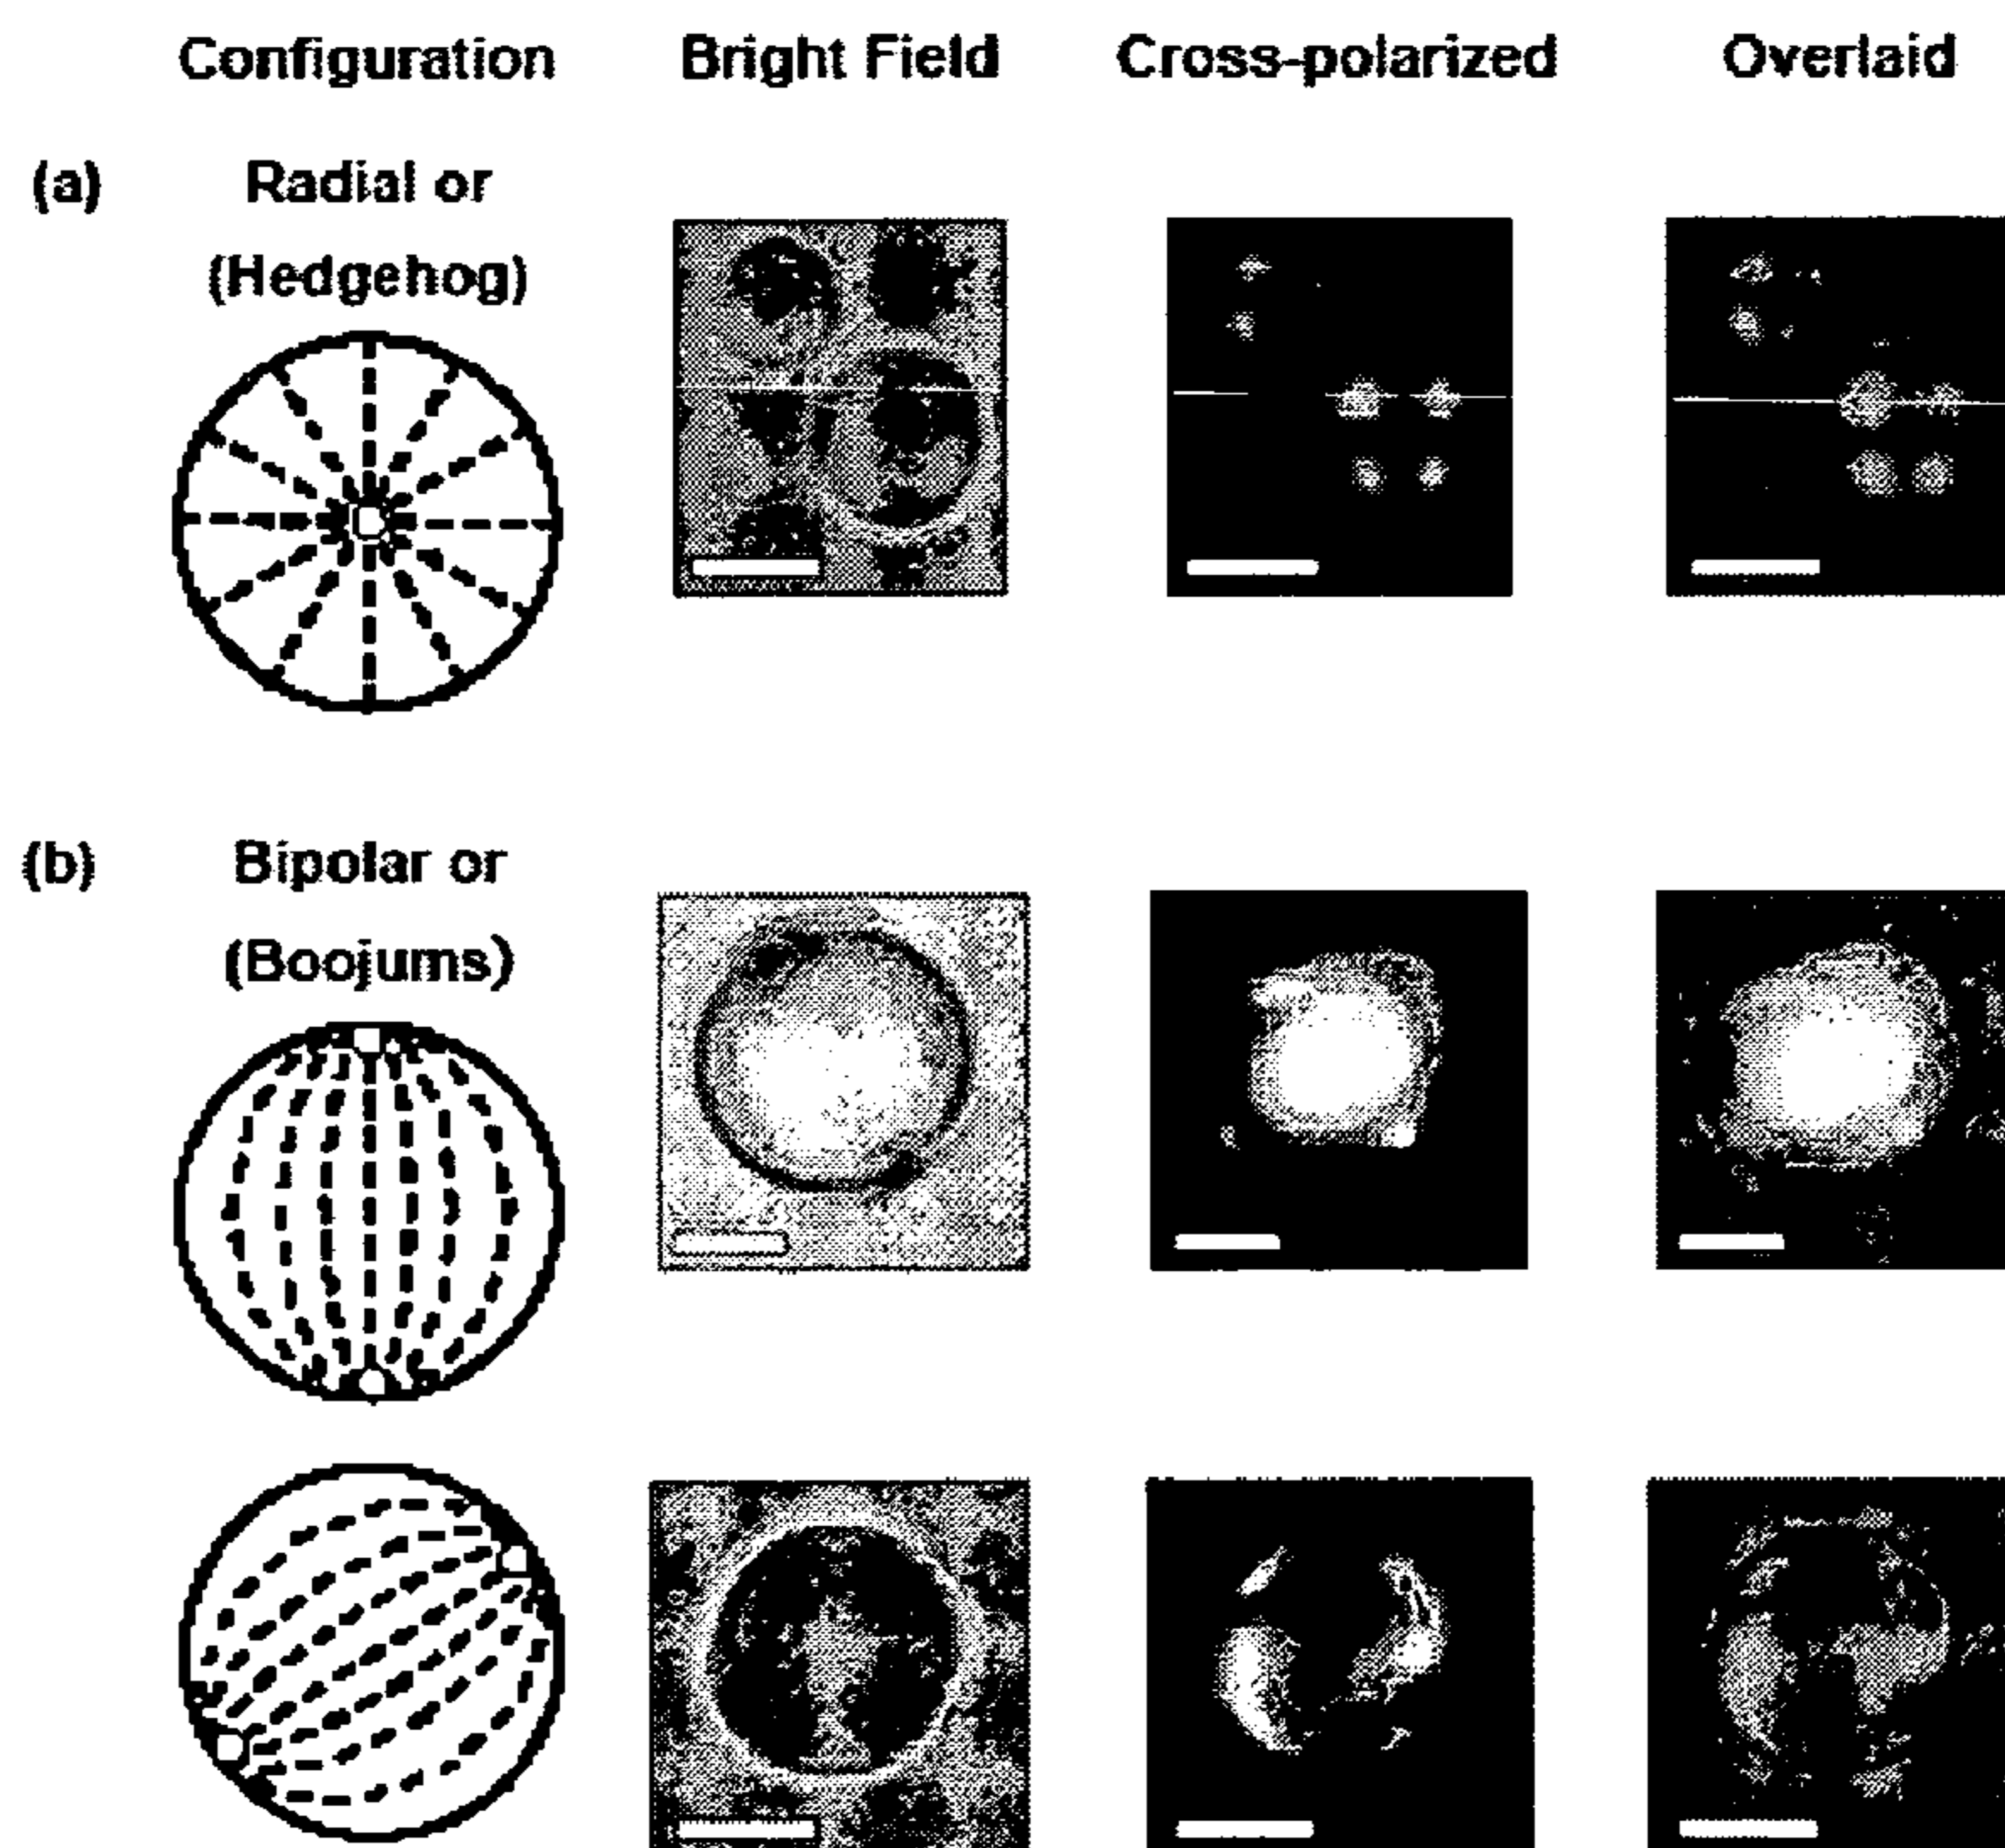 Configuration Bright Field Cross-polarized Overlaid
(a) Radial or
(Hedgehog)
(b) Bipolar or
(Boojums)